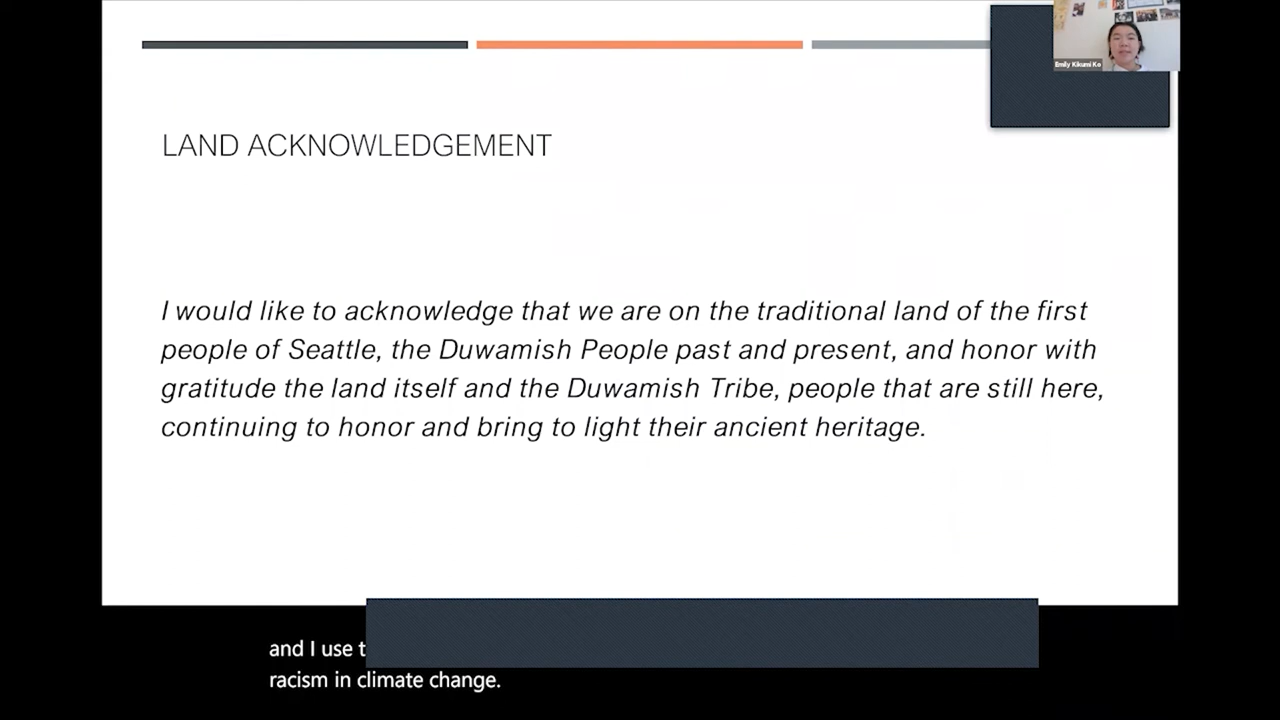 Emily Kikumi Ko
LAND ACKNOWLEDGEMENT
I would like to acknowledge that we are on the traditional land of the first
people of Seattle, the Duwamish People past and present, and honor with
gratitude the land itself and the Duwamish Tribe, people that are still here,
continuing to honor and bring to light their ancient heritage.
and I use t
racism in climate change.